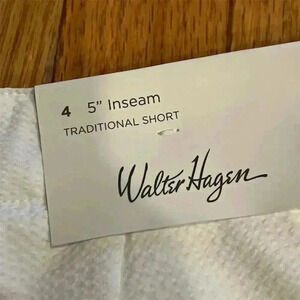 4 5" Inseam
TRADITIONAL SHORT
Walter Hagen